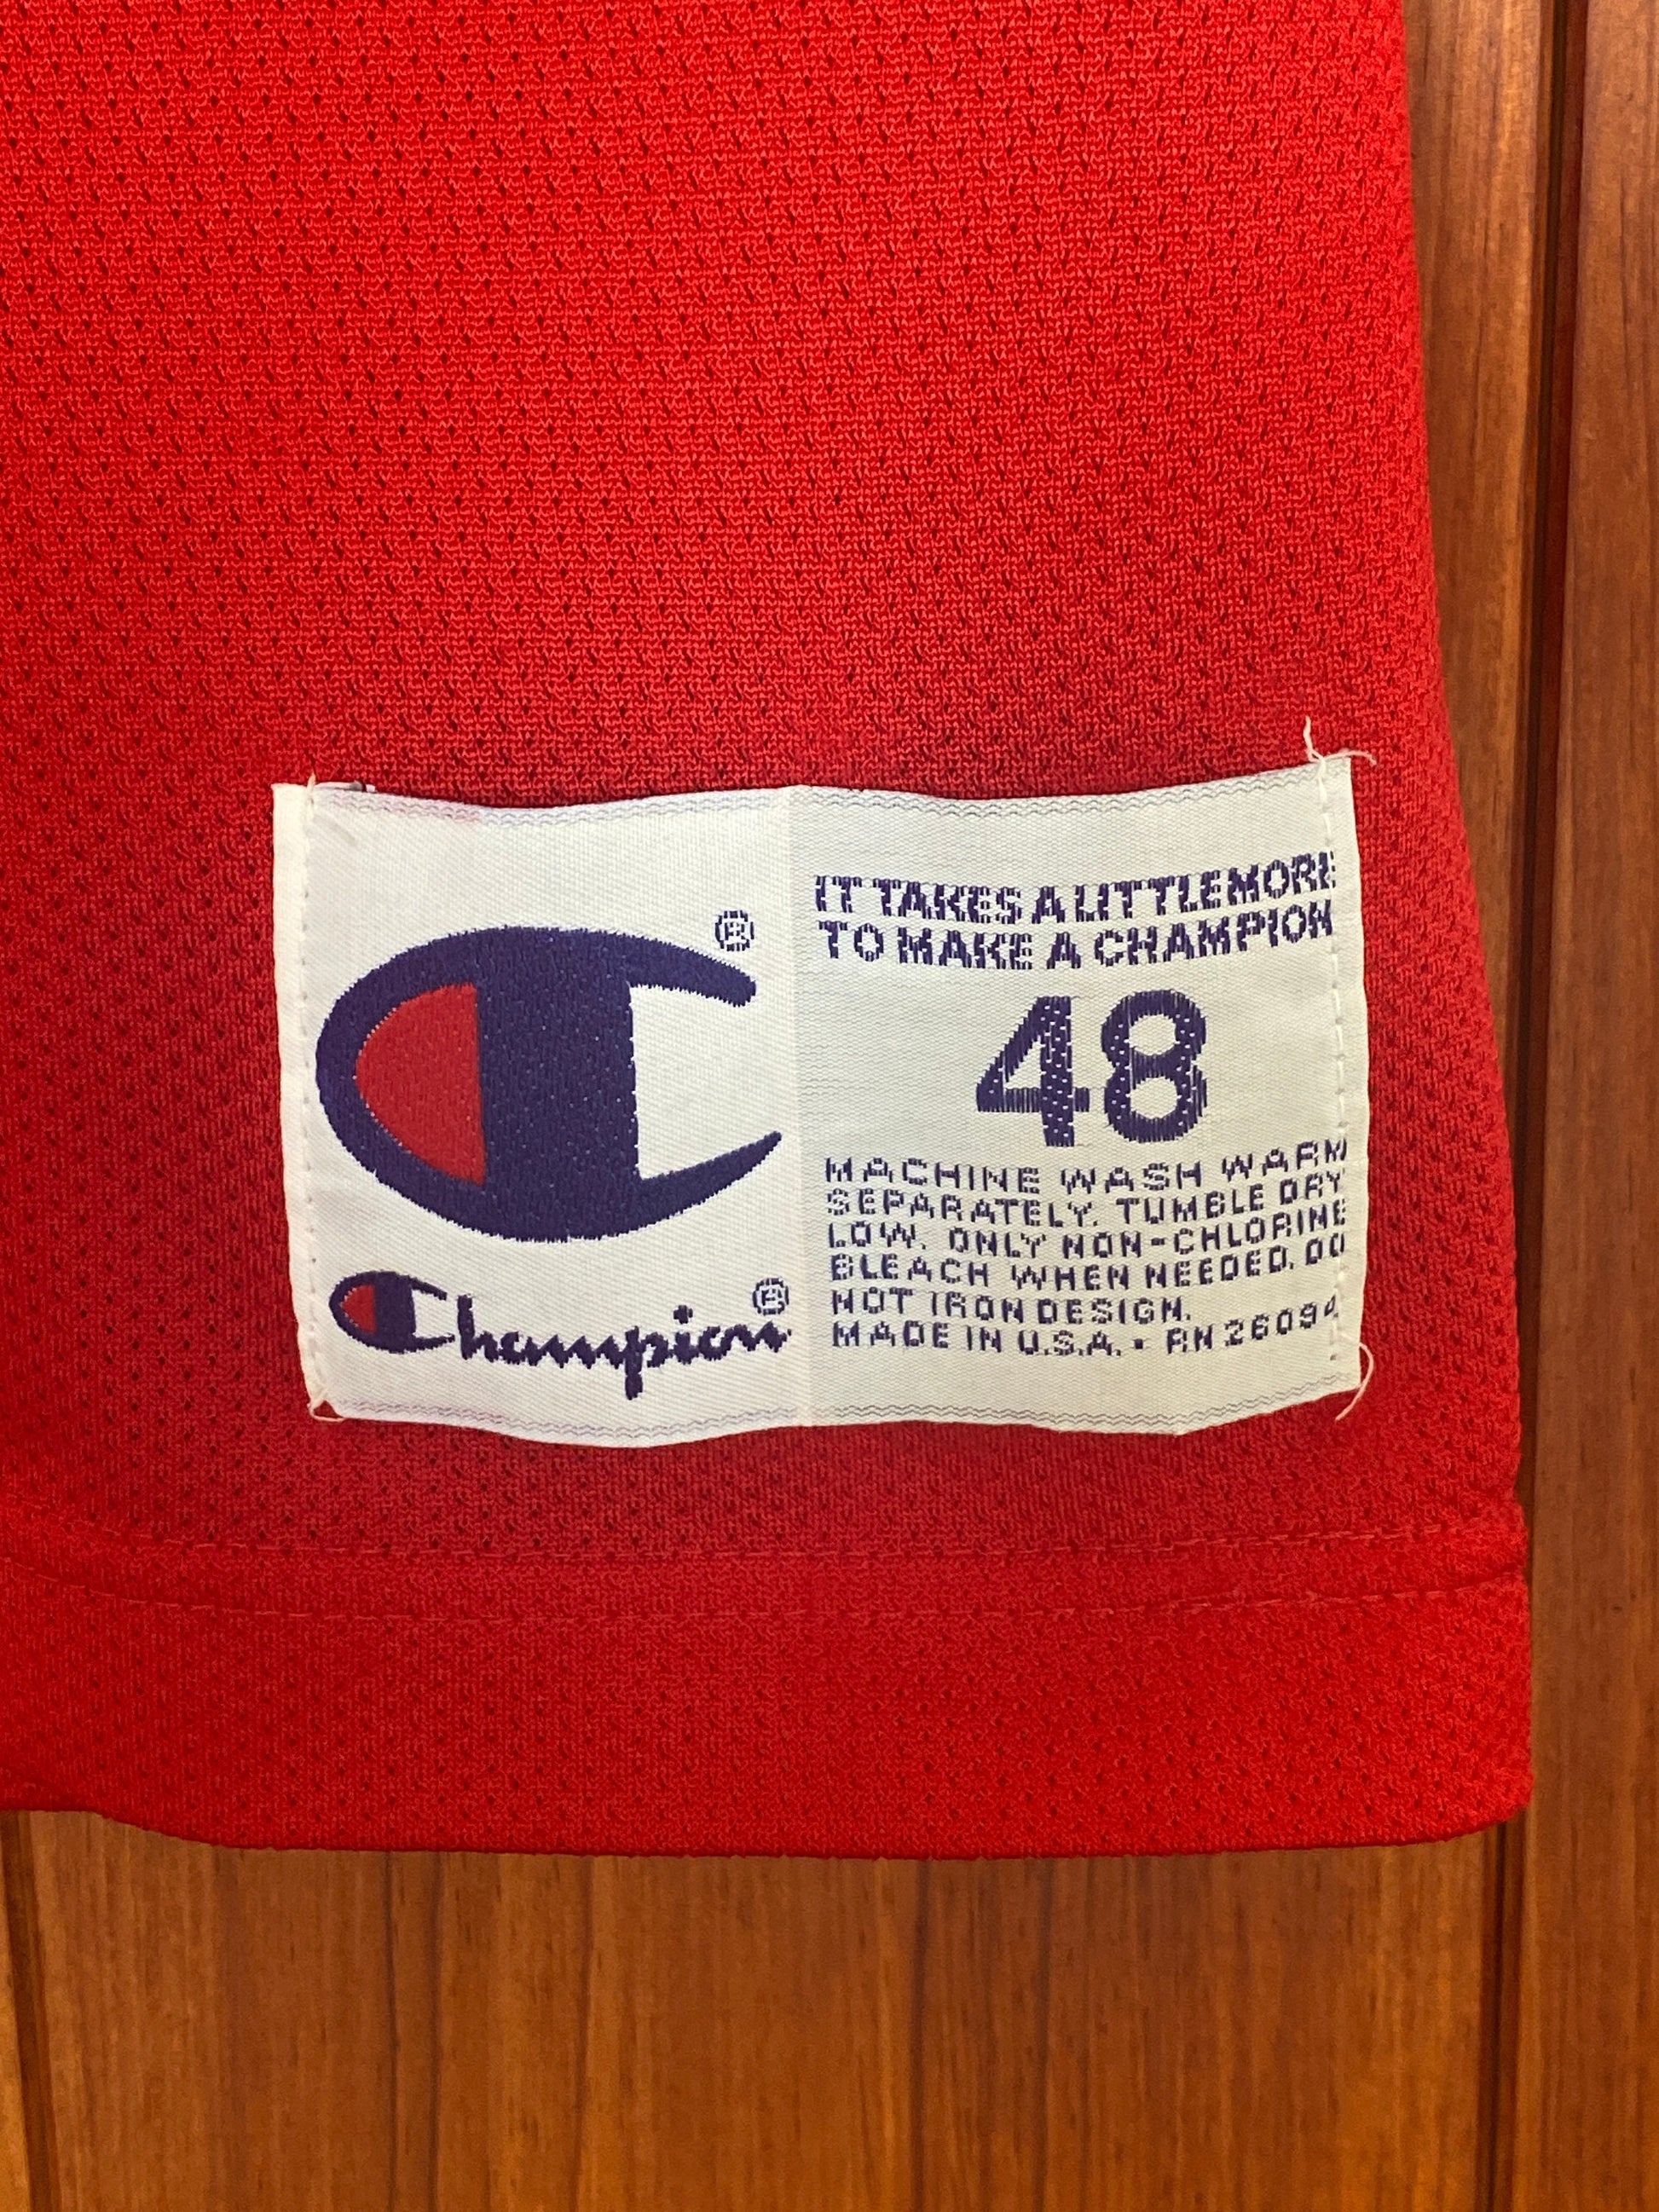 IT TAKES A LITTLE MORE
TO MAKE A CHAMPION
48
MACHINE WASH WARM
SEPARATELY. TUMBLE DRY
LOW. ONLY NON-CHLORINE
BLEACH WHEN NEEDED. DO
NOT IRON DESIGN.
MADE IN U.S.A. • RN 26094
®
Champion®